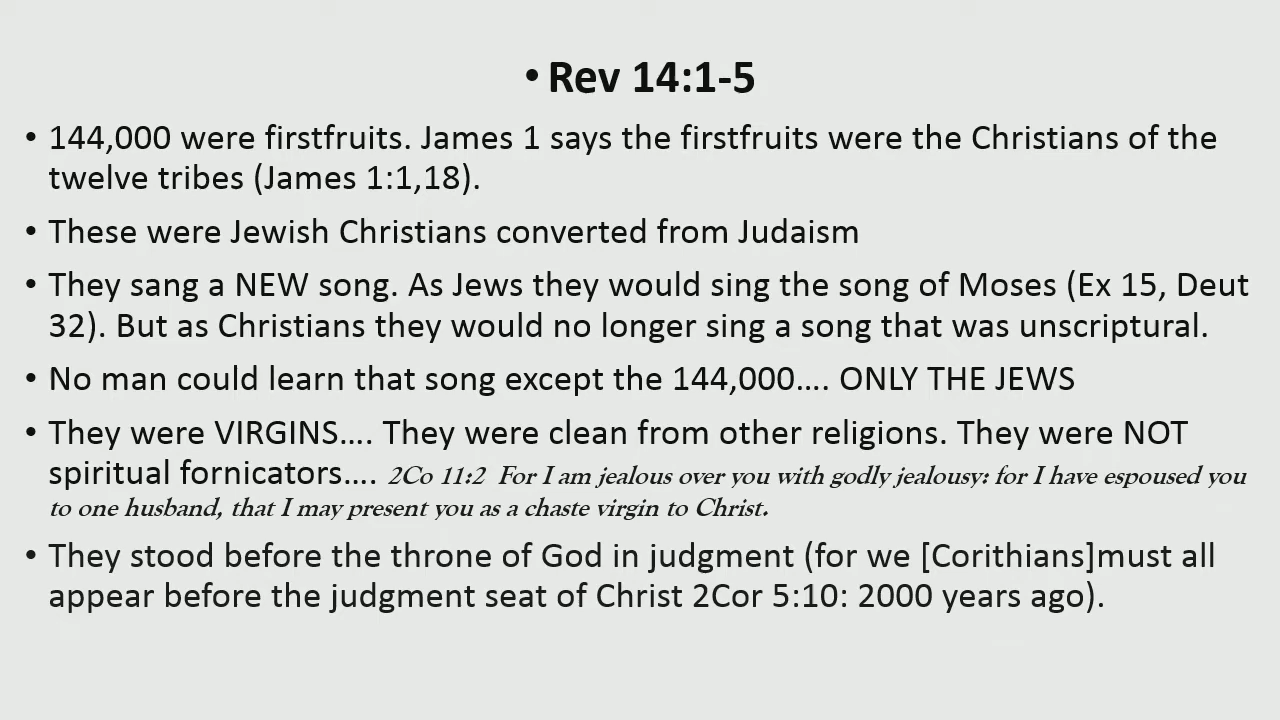 • Rev 14:1-5
• 144,000 were firstfruits. James 1 says the firstfruits were the Christians of the
twelve tribes (James 1:1,18).
• These were Jewish Christians converted from Judaism
• They sang a NEW song. As Jews they would sing the song of Moses (Ex 15, Deut
32). But as Christians they would no longer sing a song that was unscriptural.
• No man could learn that song except the 144,000…. ONLY THE JEWS
• They were VIRGINS…. They were clean from other religions. They were NOT
spiritual fornicators…. 2Co 11:2  For I am jealous over you with godly jealousy: for I have espoused you
to one husband, that I may present you as a chaste virgin to Christ.
• They stood before the throne of God in judgment (for we [Corithians]must all
appear before the judgment seat of Christ 2Cor 5:10: 2000 years ago).